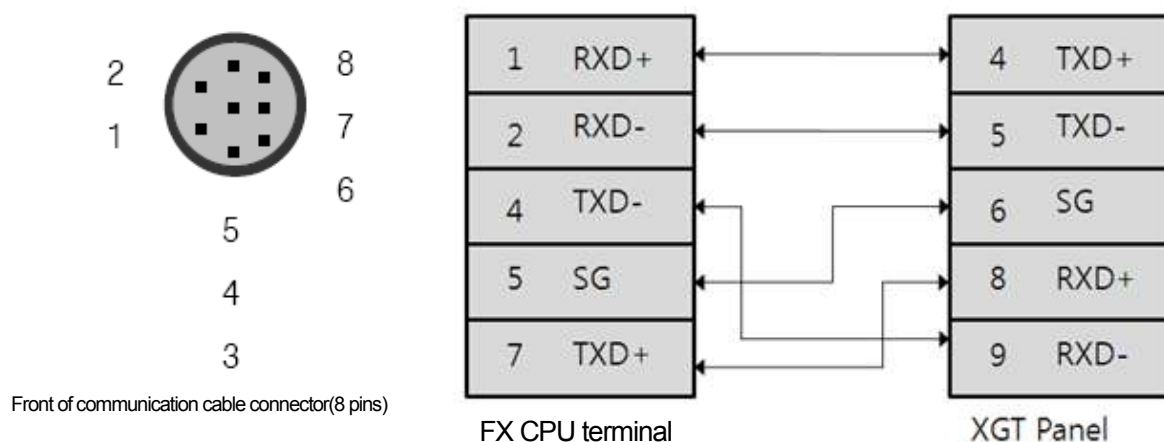 2
8
1
7
6
5
4
3
Front of communication cable connector(8 pins)
1 RXD+
2 RXD-
4 TXD-
5 SG
7 TXD+
FX CPU terminal
4 TXD+
5 TXD-
6 SG
8 RXD+
9 RXD-
XGT Panel